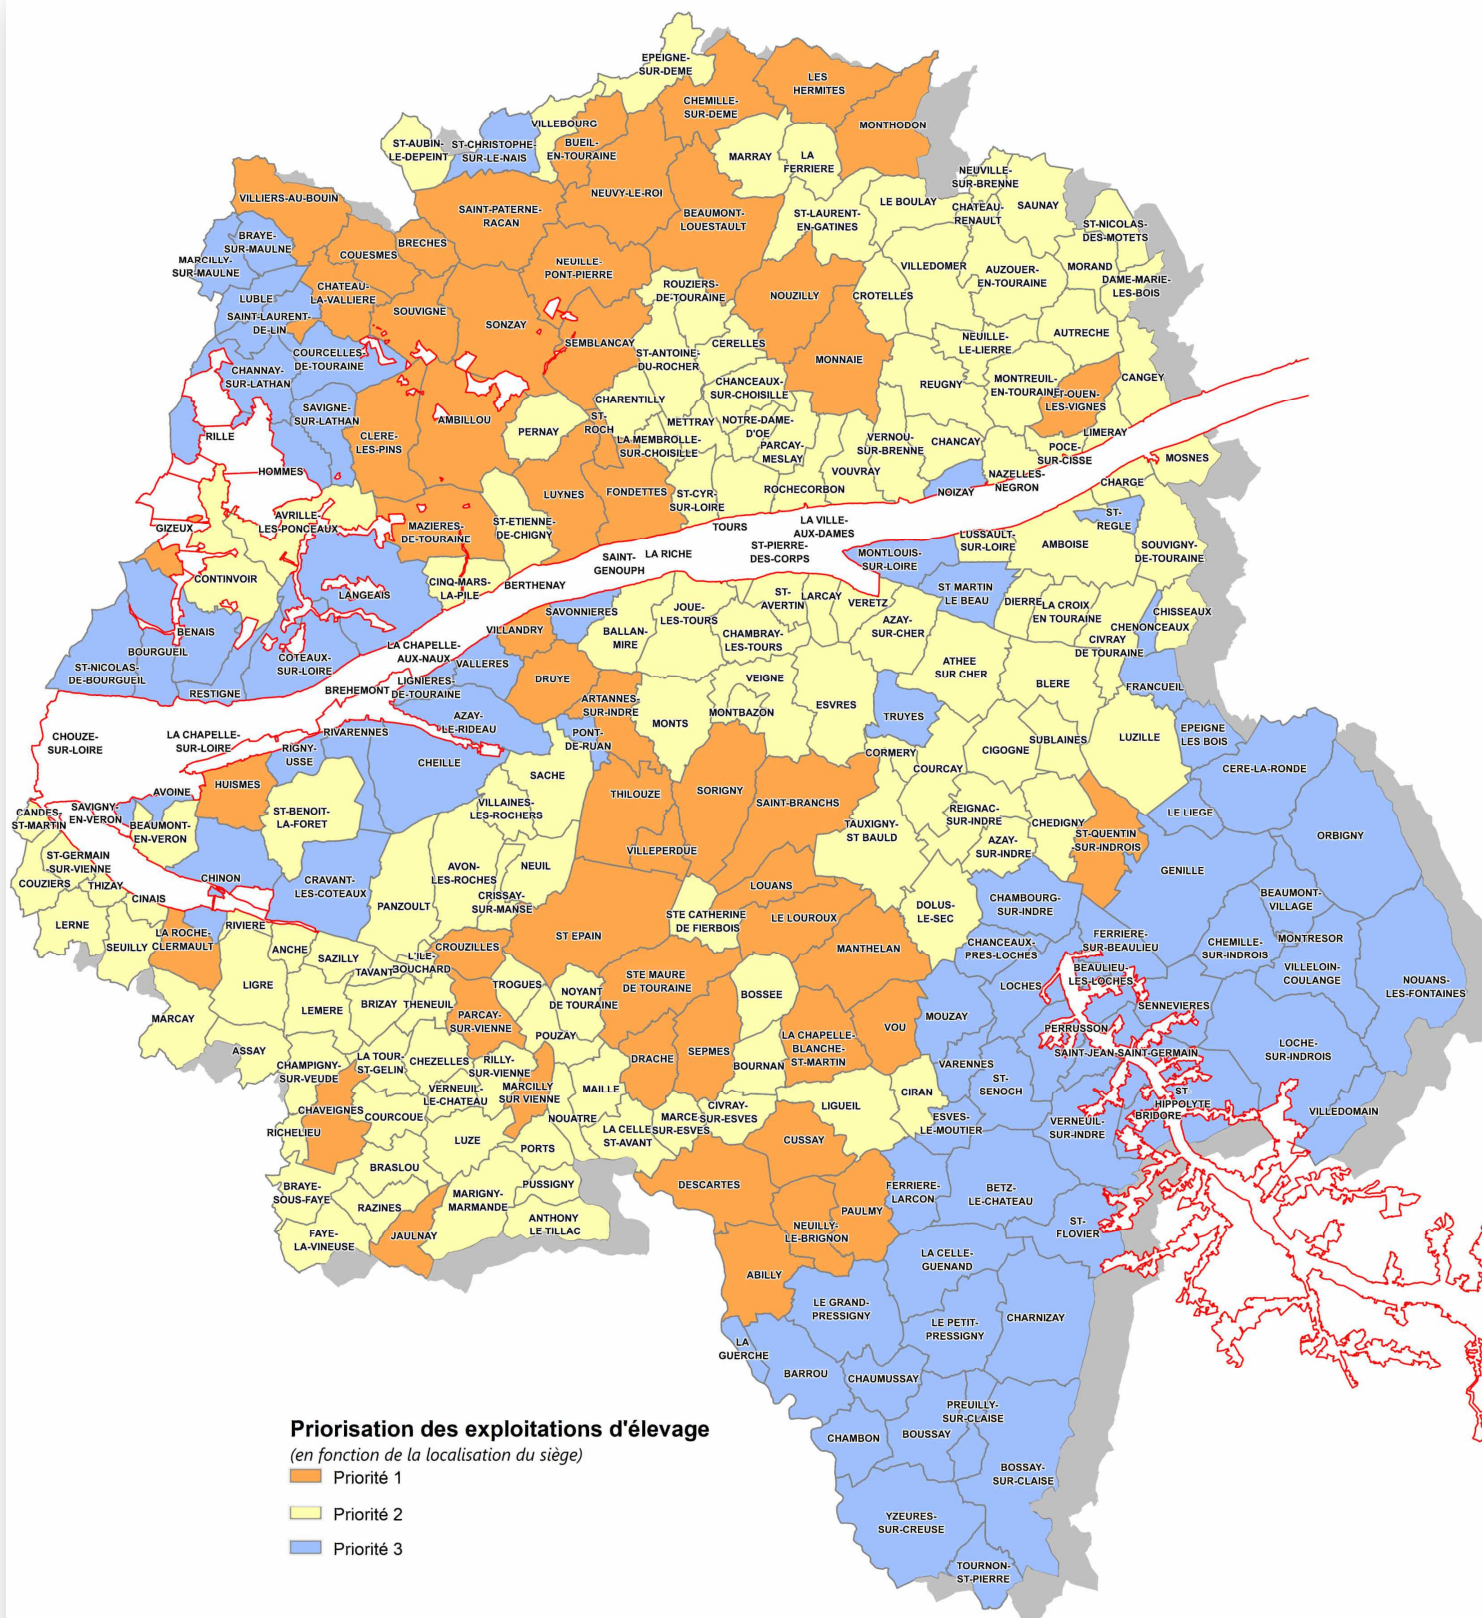 EPEIGNE-
SUR-DEME
LES
HERMITES
CHEMILLE-
SUR-DEME
MONTHODON
VILLEBOURG
ST-AUBIN-
LE-DEPEINT
ST-CHRISTOPHE-
SUR-LE-NAIS
BUEIL-
EN-TOURAINE
MARRAY
LA
FERRIERE
NEUVILLE-
SUR-BRENNE
VILLIERS-AU-BOUIN
NEUVY-LE-ROI
SAINT-PATERNE-
RACAN
BEAUMONT-
LOUESTAULT
ST-LAURENT-
EN-GATINES
LE BOULAY
CHATEAU-
RENAULT
SAUNAY
ST-NICOLAS-
DES-MOTETS
BRAYE-
SUR-MAULNE
MARCILLY-
SUR-MAULNE
COUESMES
BRECHES
NEUILLE-
PONT-PIERRE
VILLEDOMER
AUZOUER-
EN-TOURAINE
MORAND
DAME-MARIE-
LES-BOIS
LUBLE
SAINT-LAURENT-
DE-LIN
CHATEAU-
LA-VALLIERE
SOUVIGNE
SONZAY
ROUZIERS-
DE-TOURAINE
NOUZILLY
CROTELLES
COURCELLES-
DE-TOURAINE
SEMBLANCAY
ST-ANTOINE-
DU-ROCHER
CERELLES
MONNAIE
NEUILLE-
LE-LIERRE
AUTRECHE
CHANNAY-
SUR-LATHAN
CHANCEAUX-
SUR-CHOISILLE
REUGNY
MONTREUIL-
EN-TOURAINE
ST-OUEN-
LES-VIGNES
CANGEY
SAVIGNE-
SUR-LATHAN
AMBILLOU
PERNAY
CHARENTILLY
ST-
ROCH
METTRAY
NOTRE-DAME-
D'OE
LIMERAY
RILLE
CLERE-
LES-PINS
LA MEMBROLLE-
SUR-CHOISILLE
PARCAY-
MESLAY
VERNOU-
SUR-BRENNE
CHANCAY
POCE-
SUR-CISSE
MOSNES
HOMMES
LUYNES
FONDETTES
ST-CYR-
SUR-LOIRE
ROCHECORBON
VOUVRAY
NOIZAY
NAZELLES-
NEGRON
CHARGE
GIZEUX
AVRILLE-
LES-PONCEAUX
MAZIERES-
DE-TOURAINE
ST-ETIENNE-
DE-CHIGNY
TOURS
LA VILLE-
AUX-DAMES
ST-
REGLE
CONTINVOIR
LANGEAIS
CINQ-MARS-
LA-PILE
BERTHENAY
SAINT-
GENOUPH
LA RICHE
ST-PIERRE-
DES-CORPS
MONTLOUIS-
SUR-LOIRE
LUSSAULT-
SUR-LOIRE
AMBOISE
SOUVIGNY-
DE-TOURAINE
BENAIS
BOURGUEIL
ST-NICOLAS-
DE-BOURGUEIL
RESTIGNE
COTEAUX-
SUR-LOIRE
LA CHAPELLE-
AUX-NAUX
VILLANDRY
SAVONNIERES
BALLAN-
MIRE
JOUE-
LES-TOURS
CHAMBRAY-
LES-TOURS
ST-
AVERTIN
LARCAY
VERETZ
AZAY-
SUR-CHER
ST MARTIN
LE BEAU
DIERRE
LA CROIX
EN TOURAINE
CIVRAY
DE TOURAINE
CHENONCEAUX
CHISSEAUX
VALLERES
LIGNIERES-
DE-TOURAINE
BREHEMONT
DRUYE
ARTANNES-
SUR-INDRE
MONTS
VEIGNE
MONTBAZON
ESVRES
TRUYES
ATHEE
SUR CHER
BLERE
FRANCUEIL
CHOUZE-
SUR-LOIRE
LA CHAPELLE-
SUR-LOIRE
RIVARENNES
RIGNY-
USSE
AZAY-
LE-RIDEAU
CHEILLE
PONT-
DE-RUAN
SACHE
CORMERY
COURCAY
CIGOGNE
SUBLAINES
LUZILLE
EPEIGNE
LES BOIS
CERE-LA-RONDE
HUISMES
AVOINE
CANDES-
ST-MARTIN
SAVIGNY-
EN-VERON
BEAUMONT-
EN-VERON
ST-BENOIT-
LA-FORET
VILLAINES-
LES-ROCHERS
THILOUZE
SORIGNY
SAINT-BRANCHS
TAUXIGNY-
ST BAULD
REIGNAC-
SUR-INDRE
AZAY-
SUR-INDRE
CHEDIGNY
ST-QUENTIN
SUR-INDROIS
LE LIEGE
ORBIGNY
GENILLE
ST-GERMAIN
SUR-VIENNE
COUZIERS
THIZAY
CINAIS
CHINON
CRAVANT-
LES-COTEAUX
PANZOULT
AVON-
LES-ROCHES
CRISSAY-
SUR-MANSE
NEUIL
VILLEPERDUE
LOUANS
LE LOUROUX
STE CATHERINE
DE FIERBOIS
DOLUS-
LE-SEC
CHAMBOURG-
SUR-INDRE
BEAUMONT-
VILLAGE
LERNE
SEUILLY
LA ROCHE-
CLERMAULT
RIVIERE
LIGRE
ANCHE
SAZILLY
TAVANT
L'ILE-
BOUCHARD
CROUZILLES
ST EPAIN
MANTHELAN
CHANCEAUX-
PRES-LOCHES
FERRIERE-
SUR-BEAULIEU
CHEMILLE-
SUR-INDROIS
MONTRESOR
VILLELOIN-
COULANGE
NOUANS-
LES-FONTAINES
MARCAY
LEMERE
BRIZAY
THENEUIL
TROGUES
NOYANT
DE TOURAINE
STE MAURE
DE TOURAINE
BOSSEE
LOCHES
BEAULIEU-
LES-LOCHES
SENNEVIERES
ASSAY
PARCAY-
SUR-VIENNE
POUZAY
DRACHE
SEPMES
LA CHAPELLE-
BLANCHE-
ST-MARTIN
VOU
MOUZAY
PERRUSSON
SAINT-JEAN-SAINT-GERMAIN
LOCHE-
SUR-INDROIS
CHAMPIGNY-
SUR-VEUDE
LA TOUR-
ST-GELIN
CHEZELLES
RILLY-
SUR-VIENNE
BOURNAN
VARENNES
ST-
SENOCH
VERNEUIL-
LE-CHATEAU
MARCILLY
SUR VIENNE
MAILLE
CIRAN
ST
HIPPOLYTE
BRIDORE
VILLEDOMAIN
CHAVEIGNES
COURCOUE
RICHELIEU
LUZE
NOUATRE
LA CELLE
ST-AVANT
MARCE-
SUR-ESVES
CIVRAY-
SUR-ESVES
LIGUEIL
ESVES-
LE-MOUTIER
VERNEUIL-
SUR-INDRE
PORTS
CUSSAY
BRASLOU
BRAYE-
SOUS-FAYE
RAZINES
MARIGNY-
MARMANDE
PUSSIGNY
ANTHONY
LE TILLAC
DESCARTES
FERRIERE-
LARCON
BETZ-
LE-CHATEAU
PAULMY
NEUILLY-
LE-BRIGNON
ST-
FLOVIER
FAYE-
LA-VINEUSE
JAULNAY
ABILLY
LA CELLE-
GUENAND
LE GRAND-
PRESSIGNY
LE PETIT-
PRESSIGNY
CHARNIZAY
LA
GUERCHE
BARROU
CHAUMUSSAY
PREUILLY-
SUR-CLAISE
CHAMBON
BOUSSAY
BOSSAY-
SUR-CLAISE
YZEURES-
SUR-CREUSE
TOURNON-
ST-PIERRE
Priorisation des exploitations d'élevage
(en fonction de la localisation du siège)
Priorité 1
Priorité 2
Priorité 3